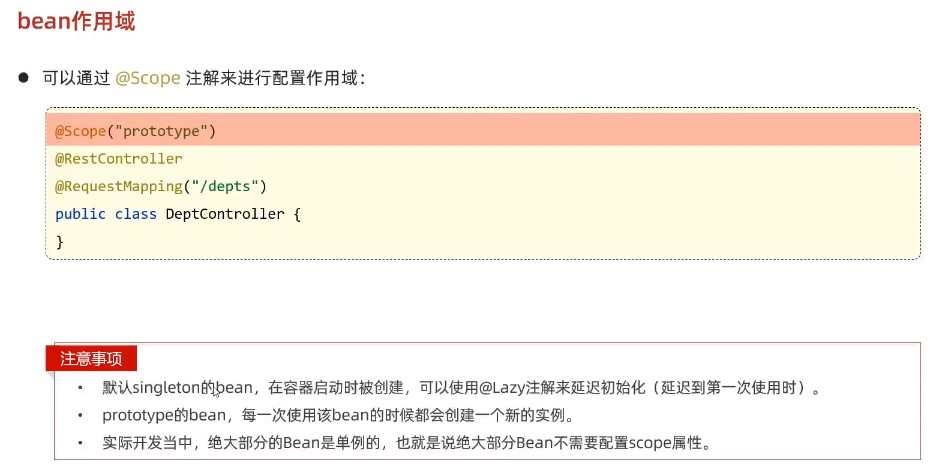 bean作用域
● 可以通过 @Scope 注解来进行配置作用域：
@Scope("prototype")
@RestController
@RequestMapping("/depts")
public class DeptController {
}
注意事项
• 默认singleton的bean，在容器启动时被创建，可以使用@Lazy注解来延迟初始化（延迟到第一次使用时）。
• prototype的bean，每一次使用该bean的时候都会创建一个新的实例。
• 实际开发当中，绝大部分的Bean是单例的，也就是说绝大部分Bean不需要配置scope属性。